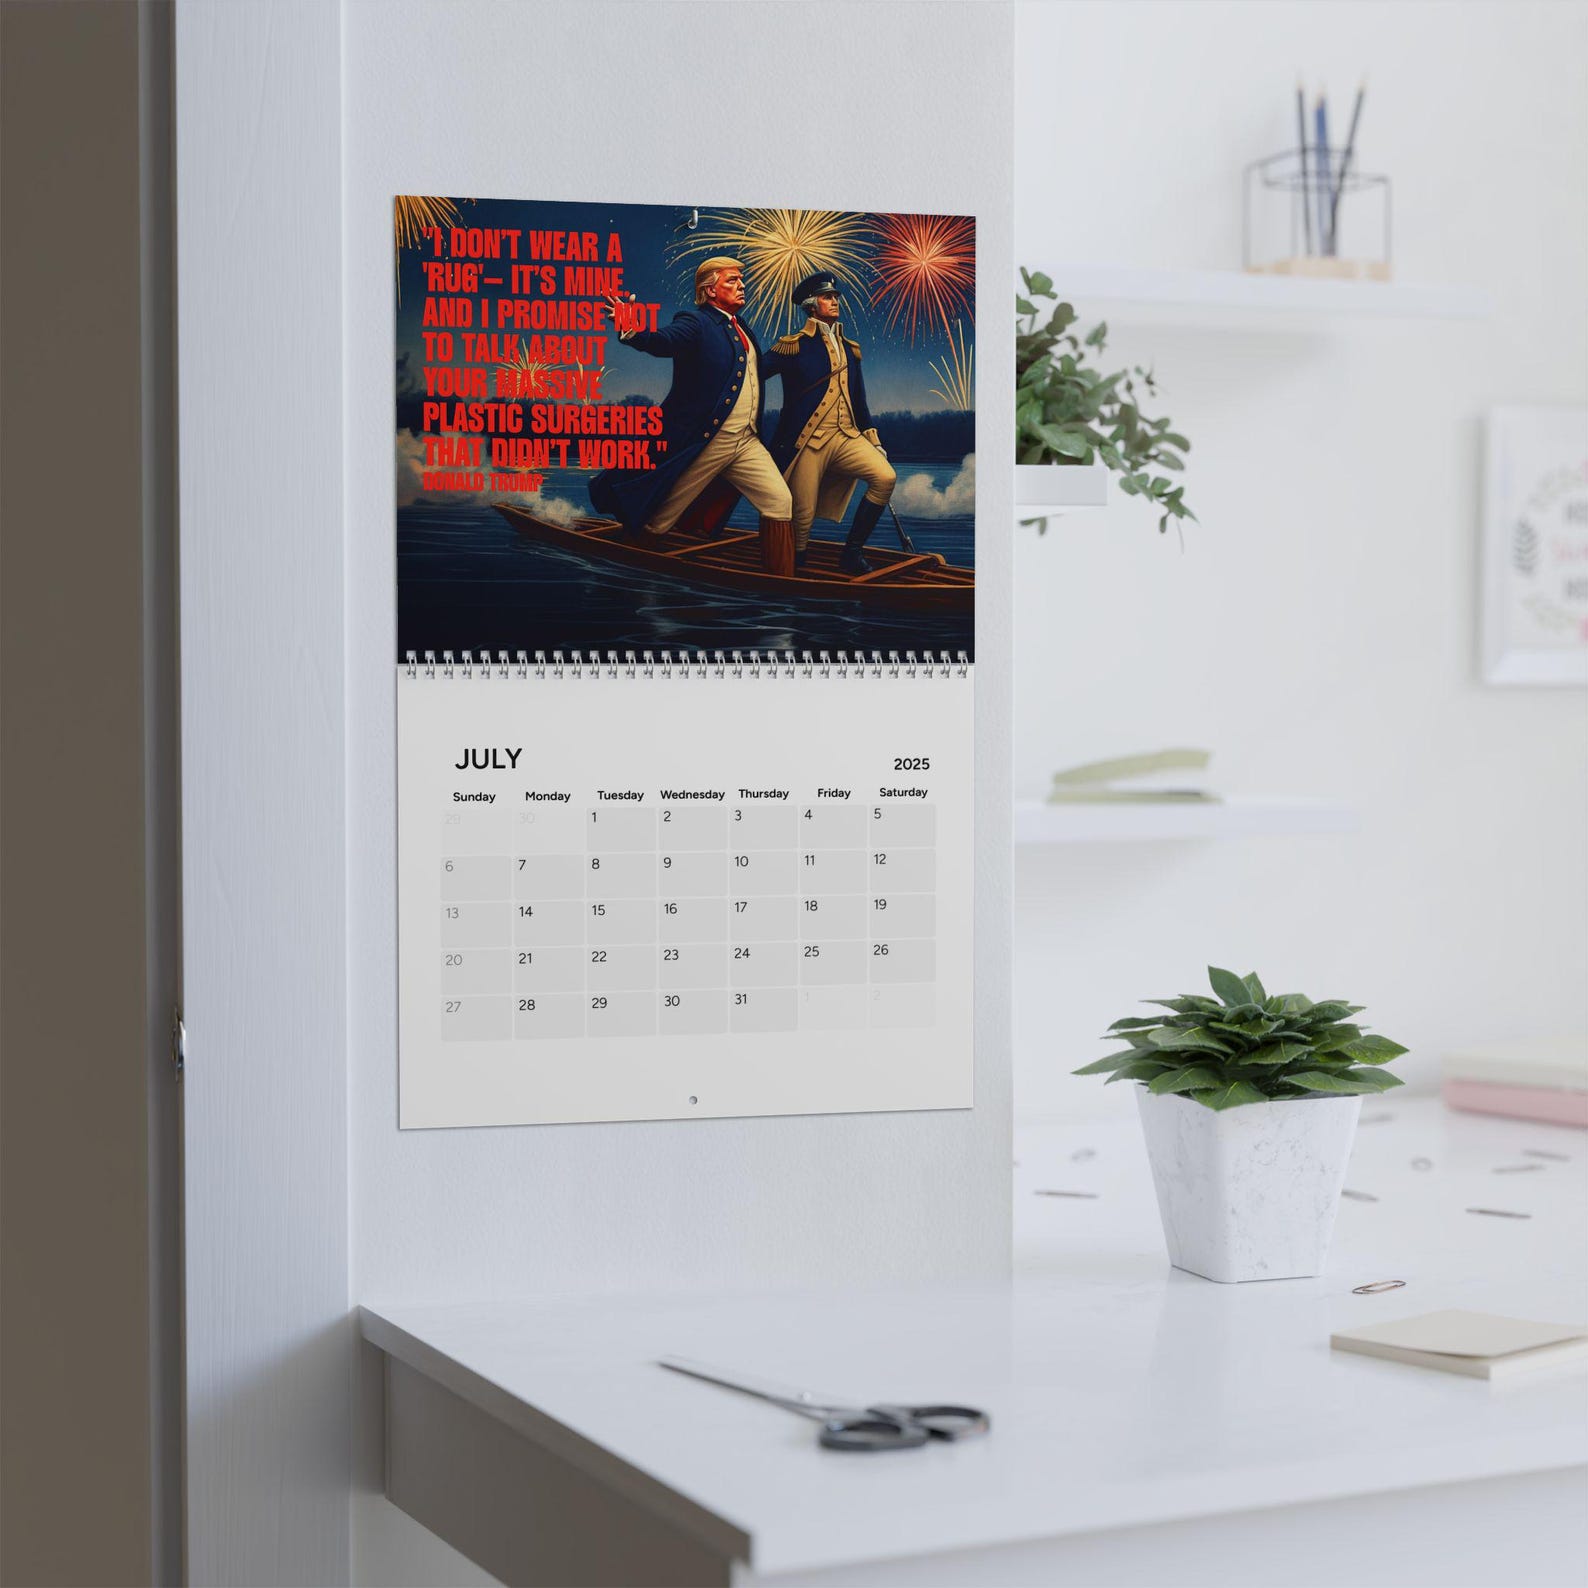 "I DON'T WEAR A
'RUG'– IT'S MINE.
AND I PROMISE NOT
TO TALK ABOUT
YOUR MASSIVE
PLASTIC SURGERIES
THAT DIDN'T WORK."
DONALD TRUMP
JULY 2025
Sunday Monday Tuesday Wednesday Thursday Friday Saturday
29 30 1 2 3 4 5
6 7 8 9 10 11 12
13 14 15 16 17 18 19
20 21 22 23 24 25 26
27 28 29 30 31 1 2